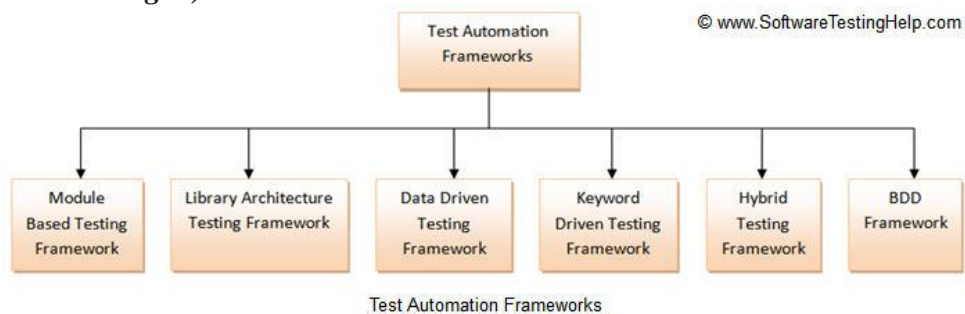 © www.SoftwareTestingHelp.com
Test Automation
Frameworks
Module
Based Testing
Framework
Library Architecture
Testing Framework
Data Driven
Testing
Framework
Keyword
Driven Testing
Framework
Hybrid
Testing
Framework
BDD
Framework
Test Automation Frameworks